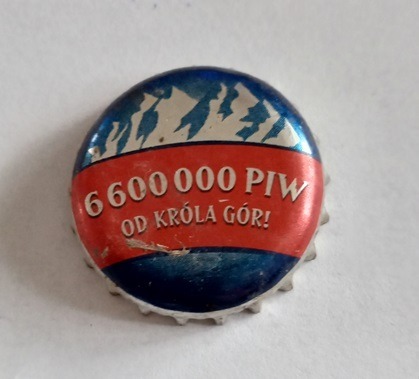 6 600 000 PIW
OD KRÓLA GÓR!